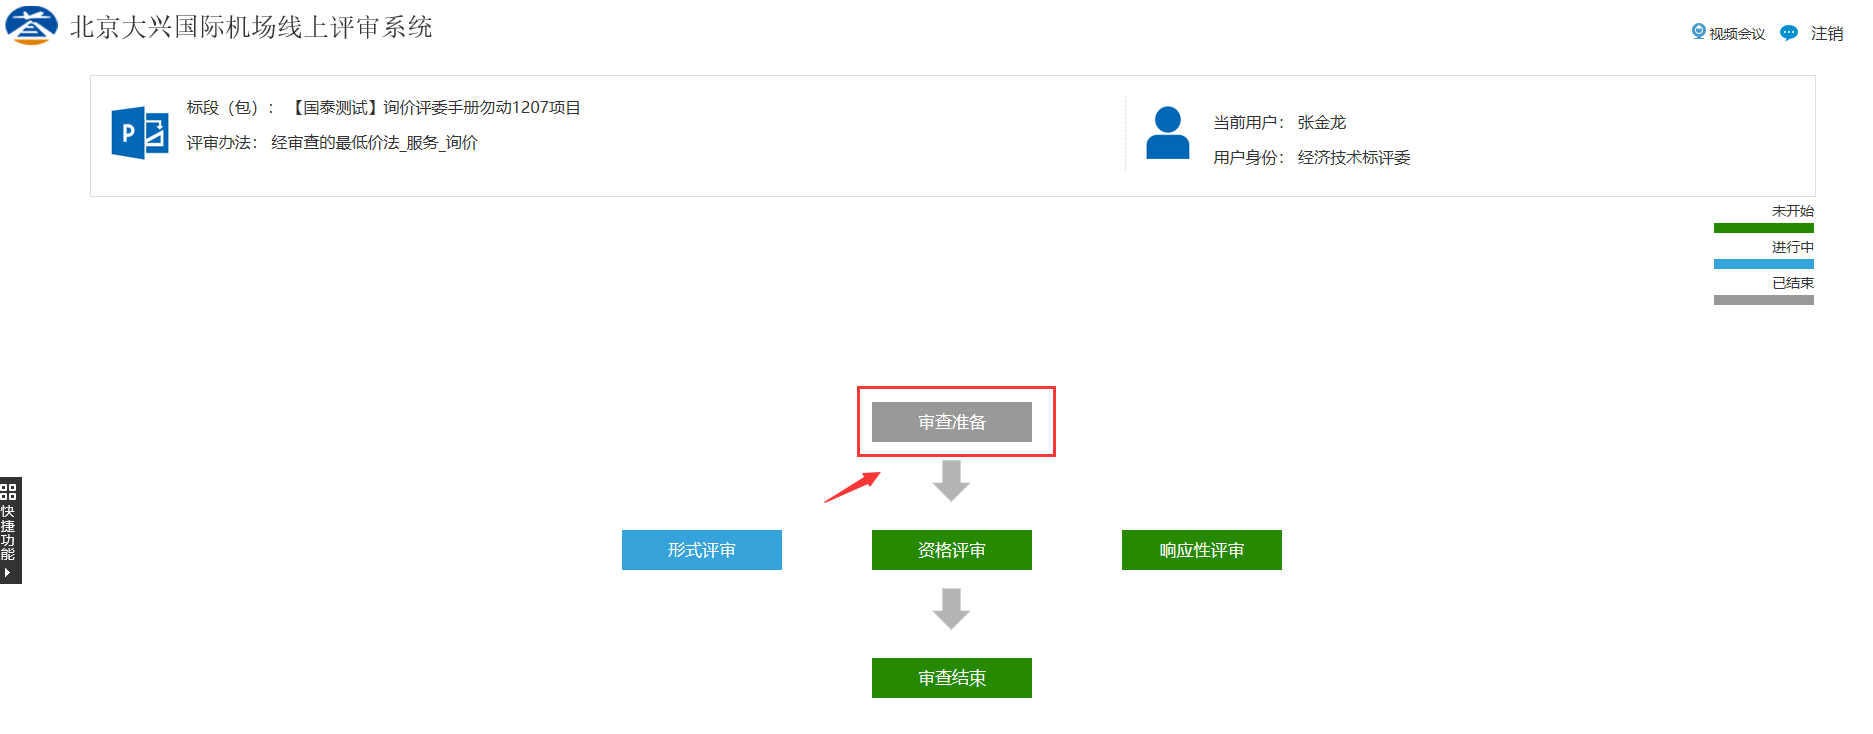 北京大兴国际机场线上评审系统
视频会议 注销
标段（包）： 【国泰测试】询价评委手册勿动1207项目
评审办法： 经审查的最低价法_服务_询价
当前用户： 张金龙
用户身份： 经济技术标评委
未开始
进行中
已结束
审查准备
形式评审 资格评审 响应性评审
审查结束
快捷功能